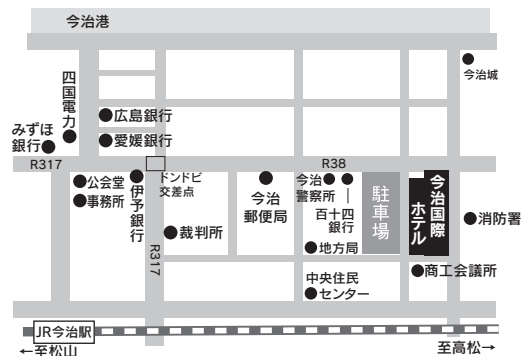 今治港
今治城
四国電力
広島銀行
愛媛銀行
みずほ
銀行
R317
R38
公会堂
事務所
伊予銀行
ドンドビ
交差点
R317
裁判所
今治
郵便局
今治
警察所
百十四
銀行
地方局
駐車場
今治国際
ホテル
消防署
商工会議所
中央住民
センター
JR今治駅
←至松山
至高松→